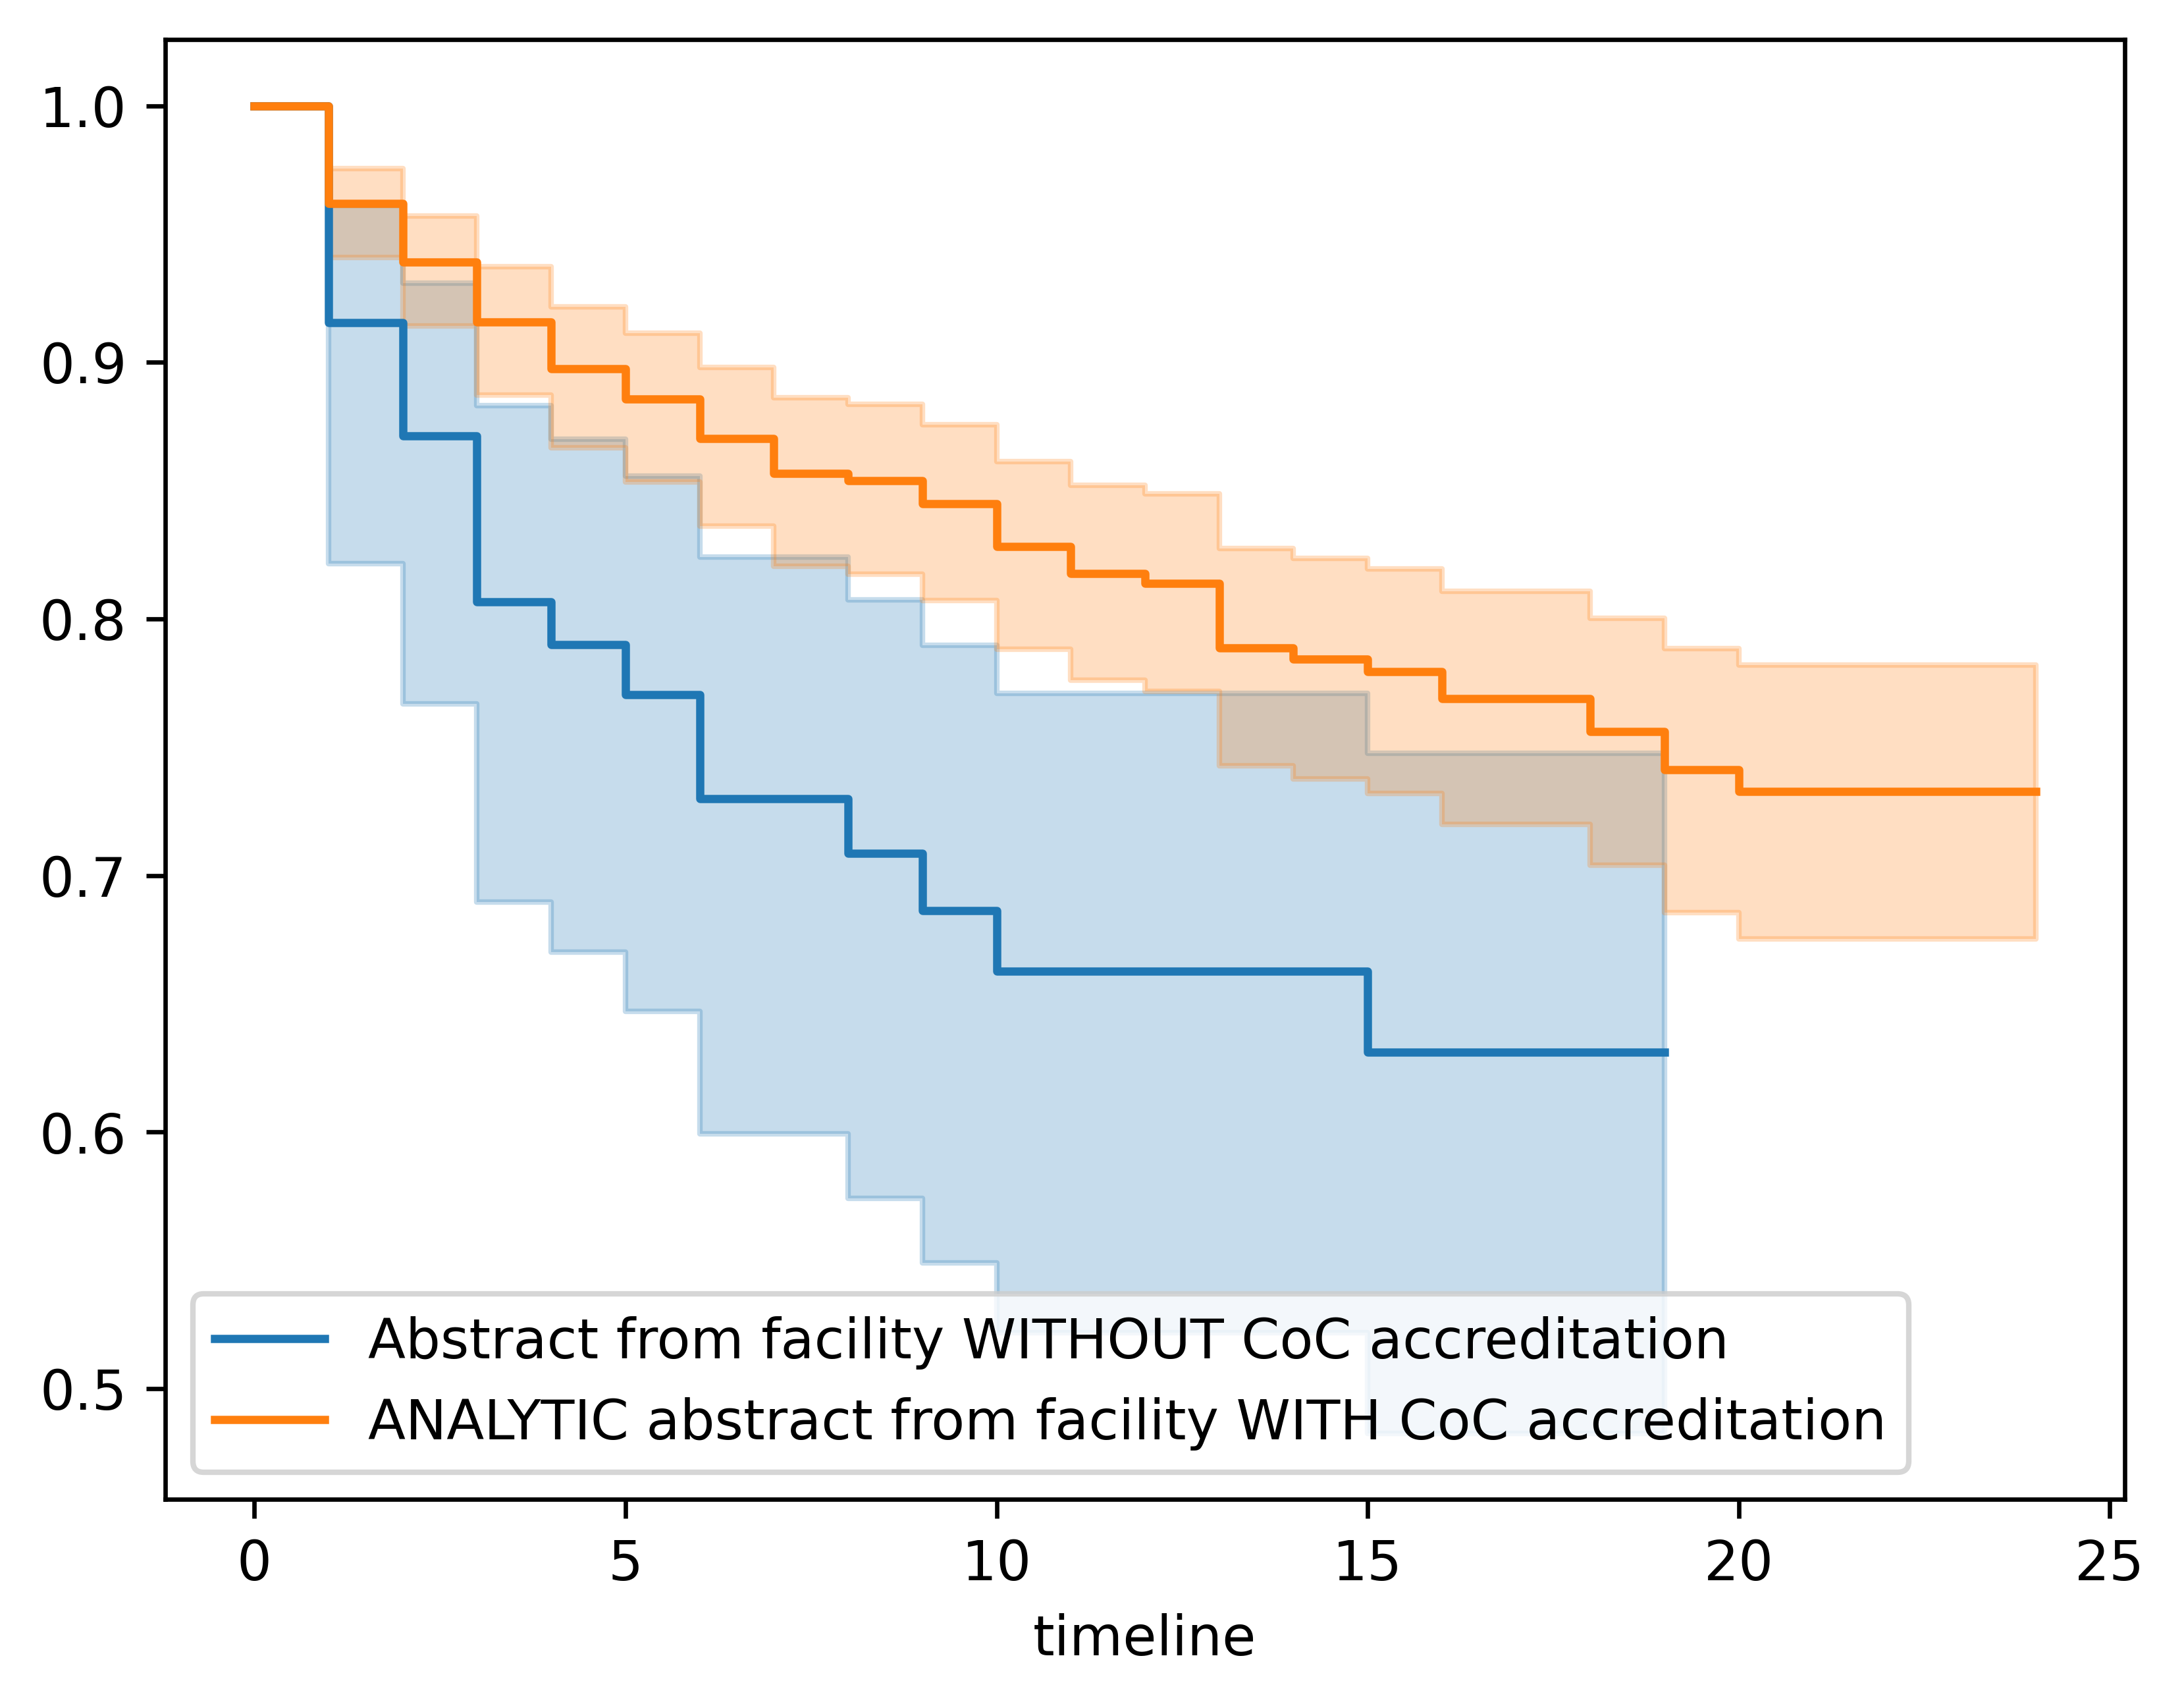 1.0
0.9
0.8
0.7
0.6
0.5
Abstract from facility WITHOUT CoC accreditation
ANALYTIC abstract from facility WITH CoC accreditation
0 5 10 15 20 25
timeline